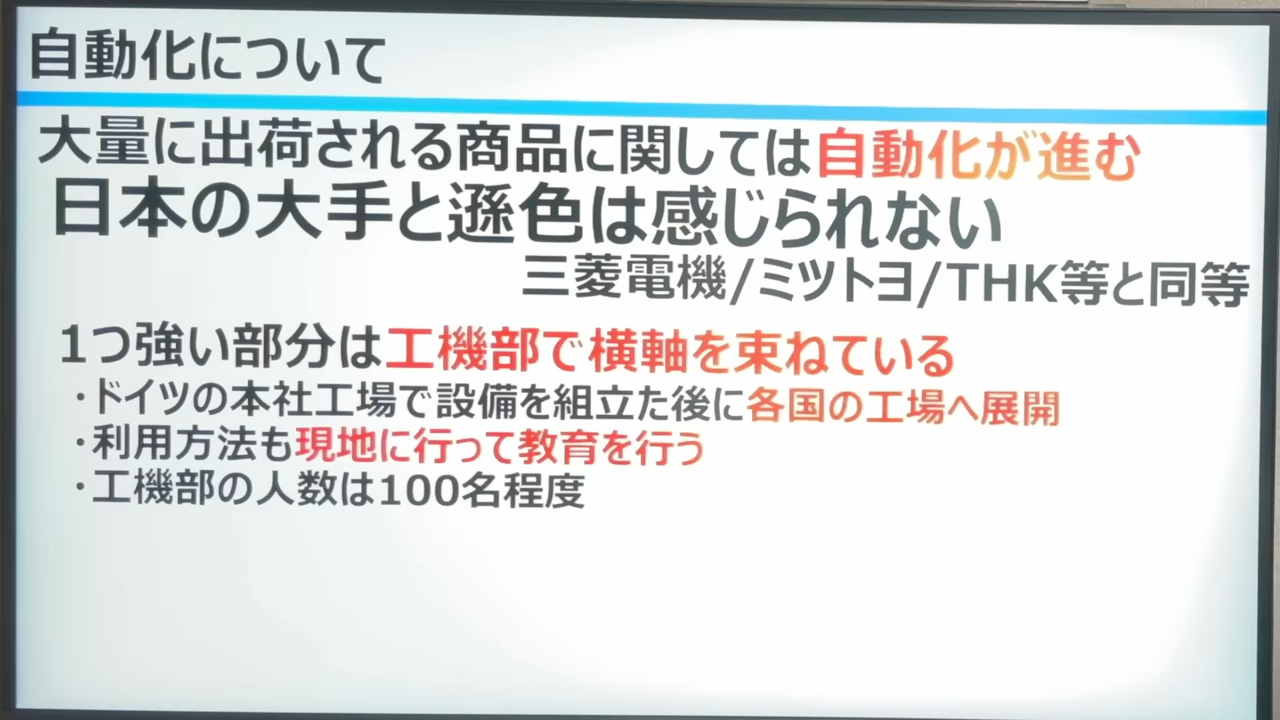 自動化について
大量に出荷される商品に関しては自動化が進む
日本の大手と遜色は感じられない
三菱電機/ミツトヨ/THK等と同等
1つ強い部分は工機部で横軸を束ねている
・ドイツの本社工場で設備を組立た後に各国の工場へ展開
・利用方法も現地に行って教育を行う
・工機部の人数は100名程度